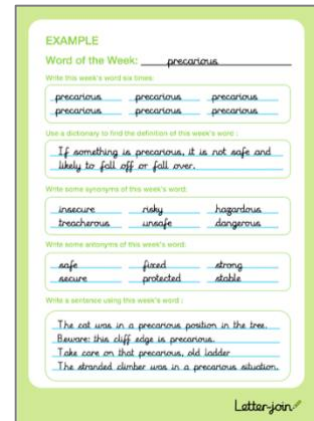 EXAMPLE
Word of the Week: precarious
Write this week's word six times:
precarious precarious precarious
precarious precarious precarious
Use a dictionary to find the definition of this week's word :
If something is precarious, it is not safe and
likely to fall off or fall over.
Write some synonyms of this week's word:
insecure risky hazardous
treacherous unsafe dangerous
Write some antonyms of this week's word:
safe fixed strong
secure protected stable
Write a sentence using this week's word :
The cat was in a precarious position in the tree.
Beware: this cliff edge is precarious.
Take care on that precarious, old ladder
The stranded climber was in a precarious situation.
Letter-join